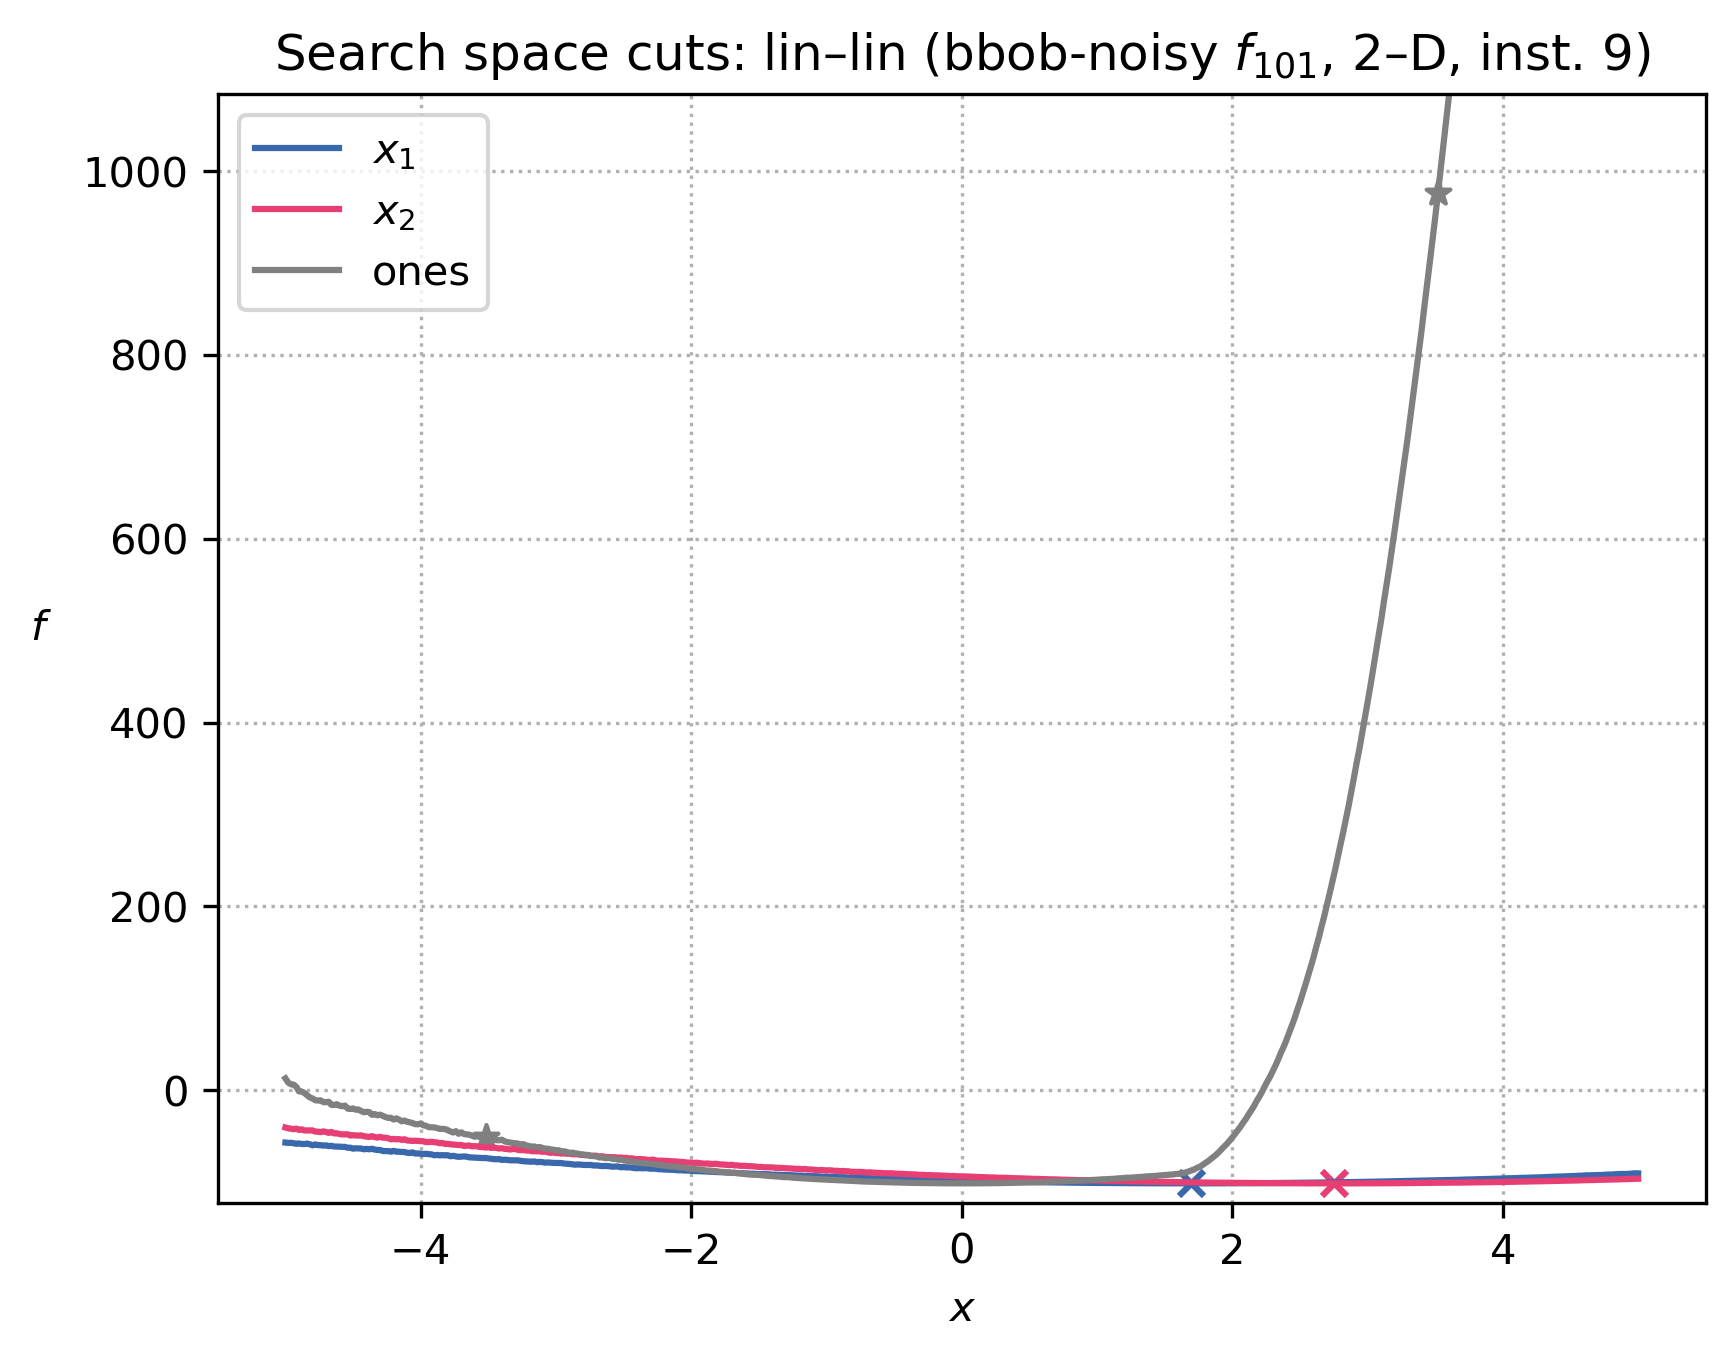 Search space cuts: lin–lin (bbob-noisy f₁₀₁, 2–D, inst. 9)
x₁
x₂
ones
1000
800
600
400
200
0
f
−4
−2
0
2
4
x